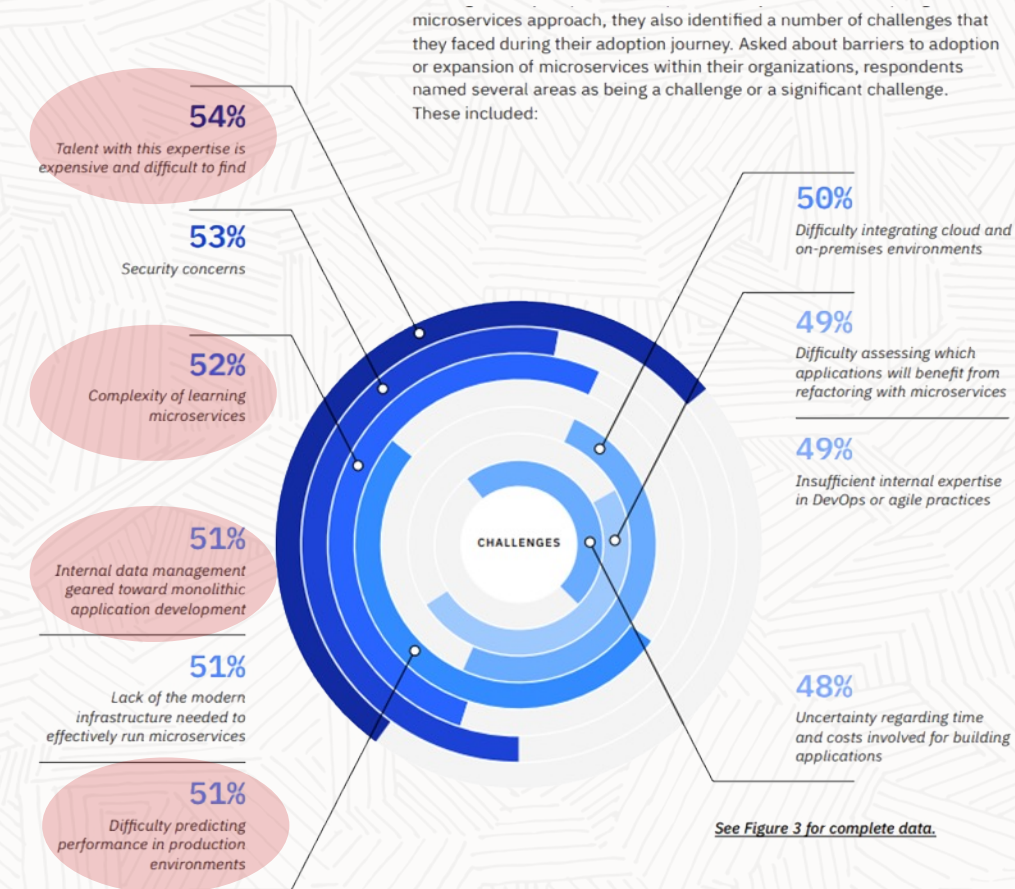 microservices approach, they also identified a number of challenges that
they faced during their adoption journey. Asked about barriers to adoption
or expansion of microservices within their organizations, respondents
named several areas as being a challenge or a significant challenge.
These included:
54%
Talent with this expertise is
expensive and difficult to find
53%
Security concerns
52%
Complexity of learning
microservices
51%
Internal data management
geared toward monolithic
application development
51%
Lack of the modern
infrastructure needed to
effectively run microservices
51%
Difficulty predicting
performance in production
environments
CHALLENGES
50%
Difficulty integrating cloud and
on-premises environments
49%
Difficulty assessing which
applications will benefit from
refactoring with microservices
49%
Insufficient internal expertise
in DevOps or agile practices
48%
Uncertainty regarding time
and costs involved for building
applications
See Figure 3 for complete data.